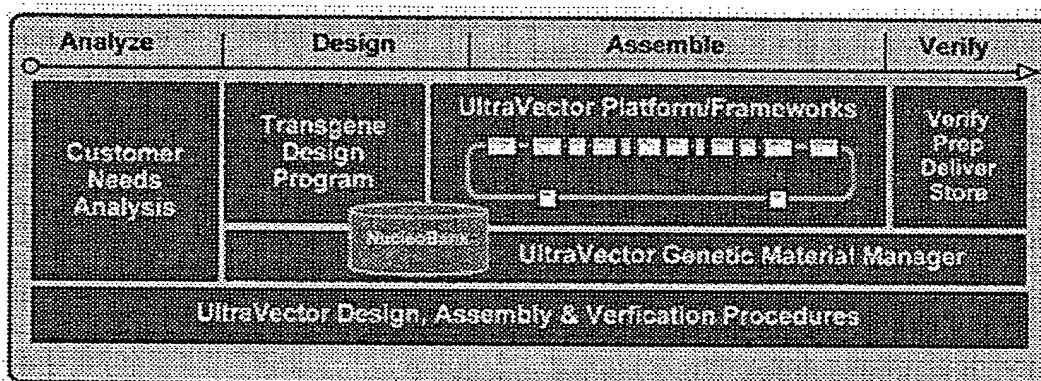 Analyze
Design
Assemble
Verify
Customer
Needs
Analysis
Transgene
Design
Program
UltraVector Platform/Frameworks
Verify
Prep
Deliver
Store
NucleoBank
UltraVector Genetic Material Manager
UltraVector Design, Assembly & Verfication Procedures